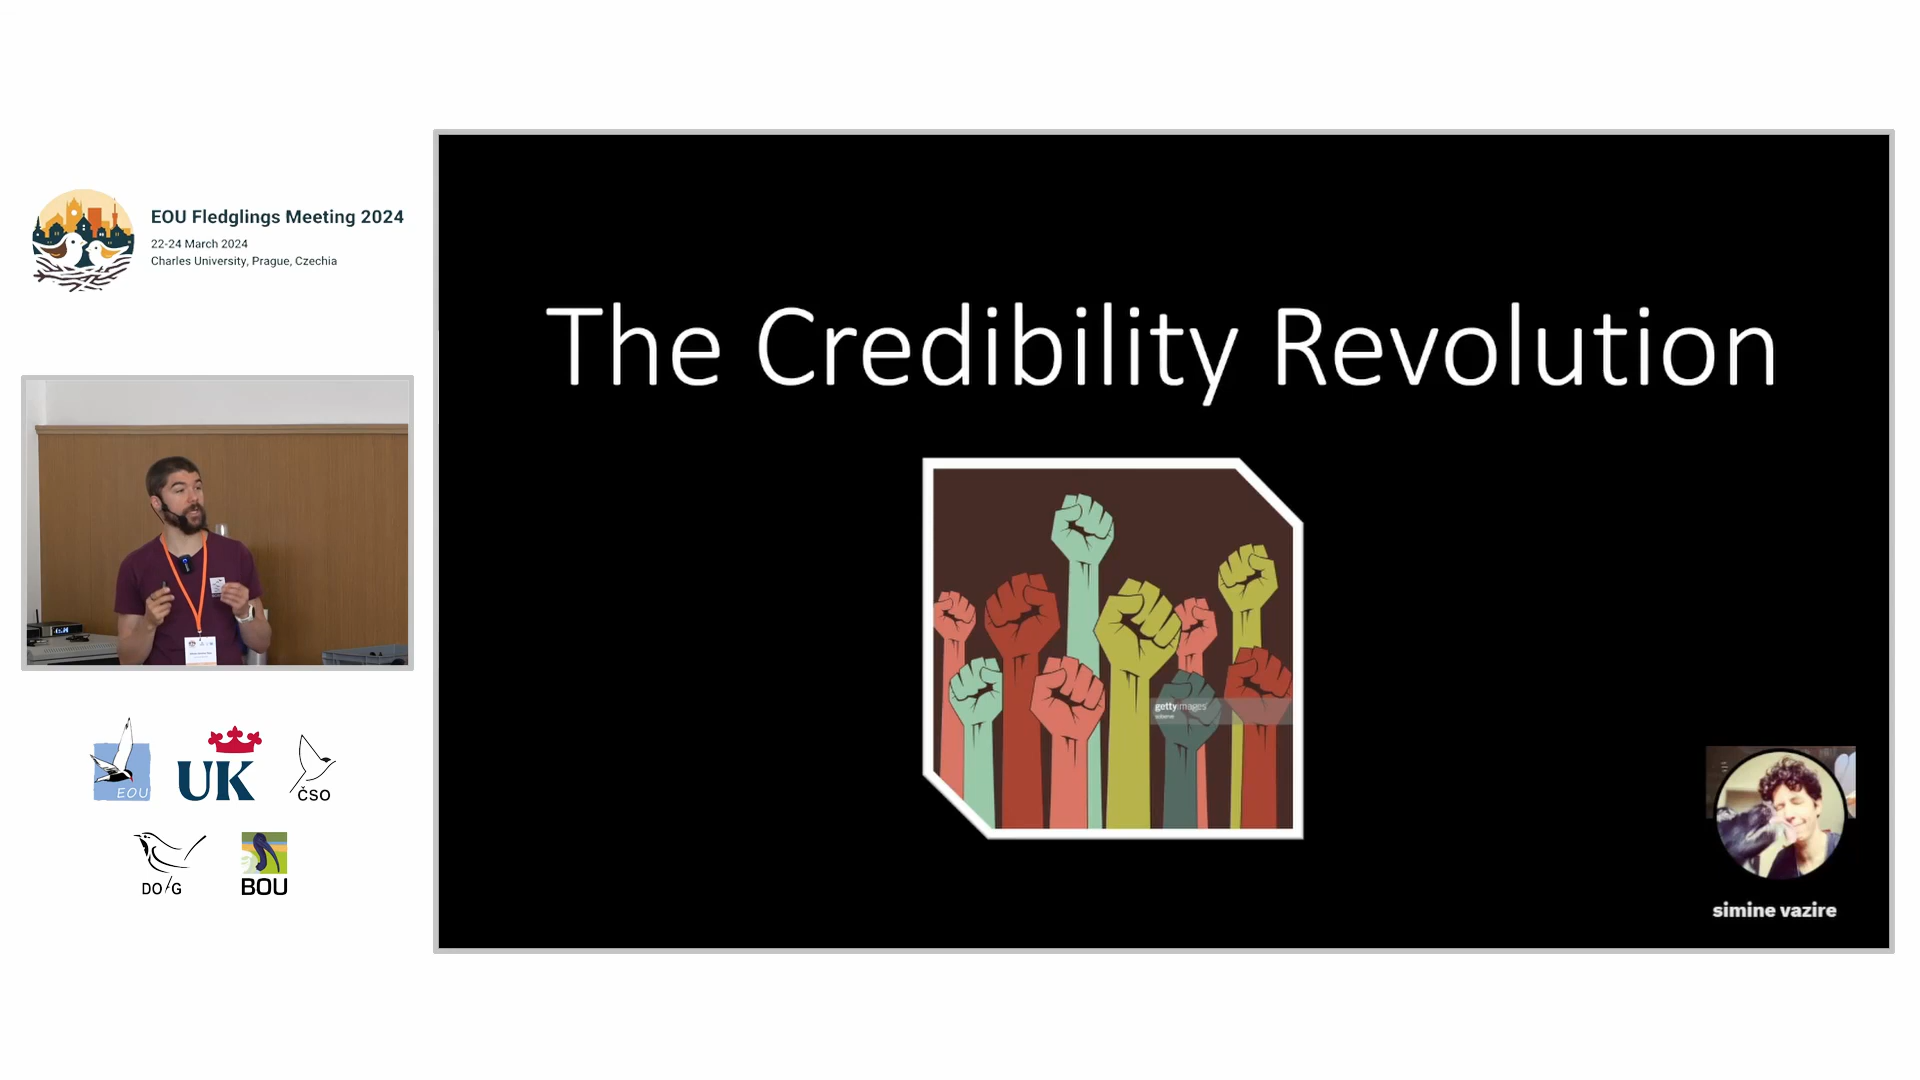 EOU Fledglings Meeting 2024
22-24 March 2024
Charles University, Prague, Czechia
The Credibility Revolution
gettyimages
simine vazire
EOU
UK
ČSO
DO/G
BOU